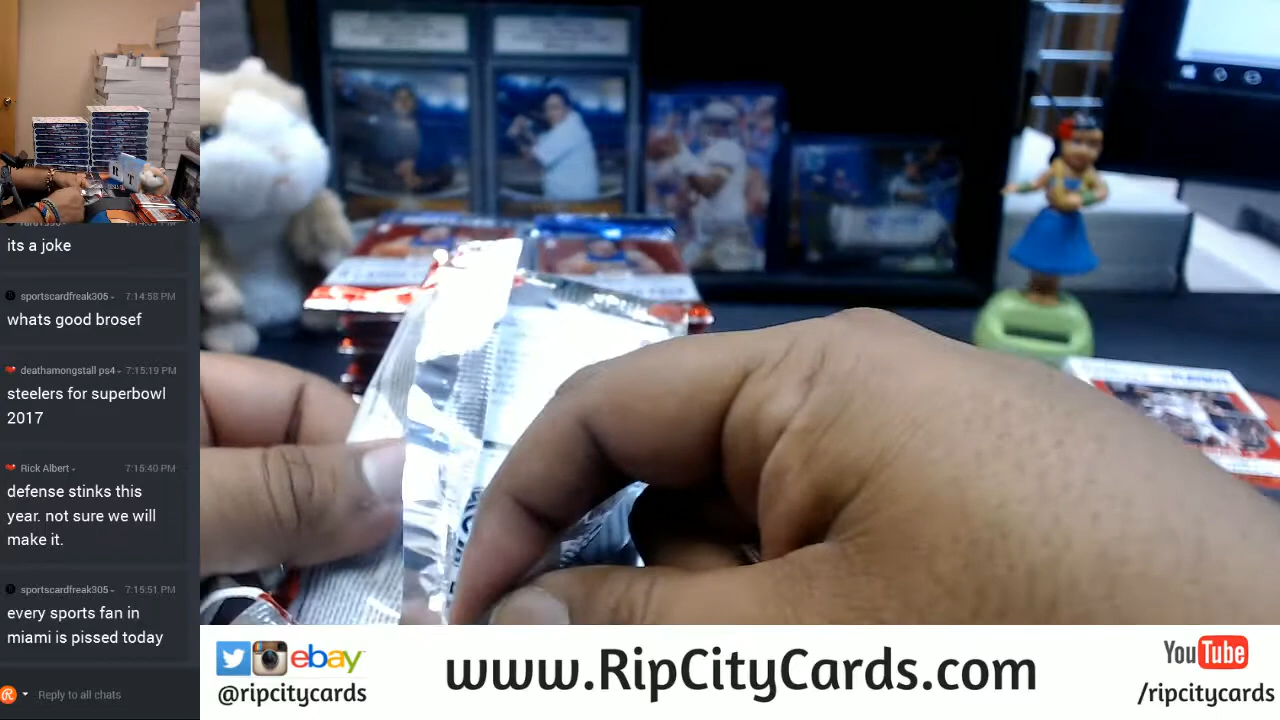 its a joke
sportscardfreak305 - 7:14:58 PM
whats good brosef
deathamongstall ps4 - 7:15:19 PM
steelers for superbowl
2017
Rick Albert - 7:15:40 PM
defense stinks this
year. not sure we will
make it.
sportscardfreak305 - 7:15:51 PM
every sports fan in
miami is pissed today
Reply to all chats
ebay
@ripcitycards
www.RipCityCards.com
YouTube
/ripcitycards